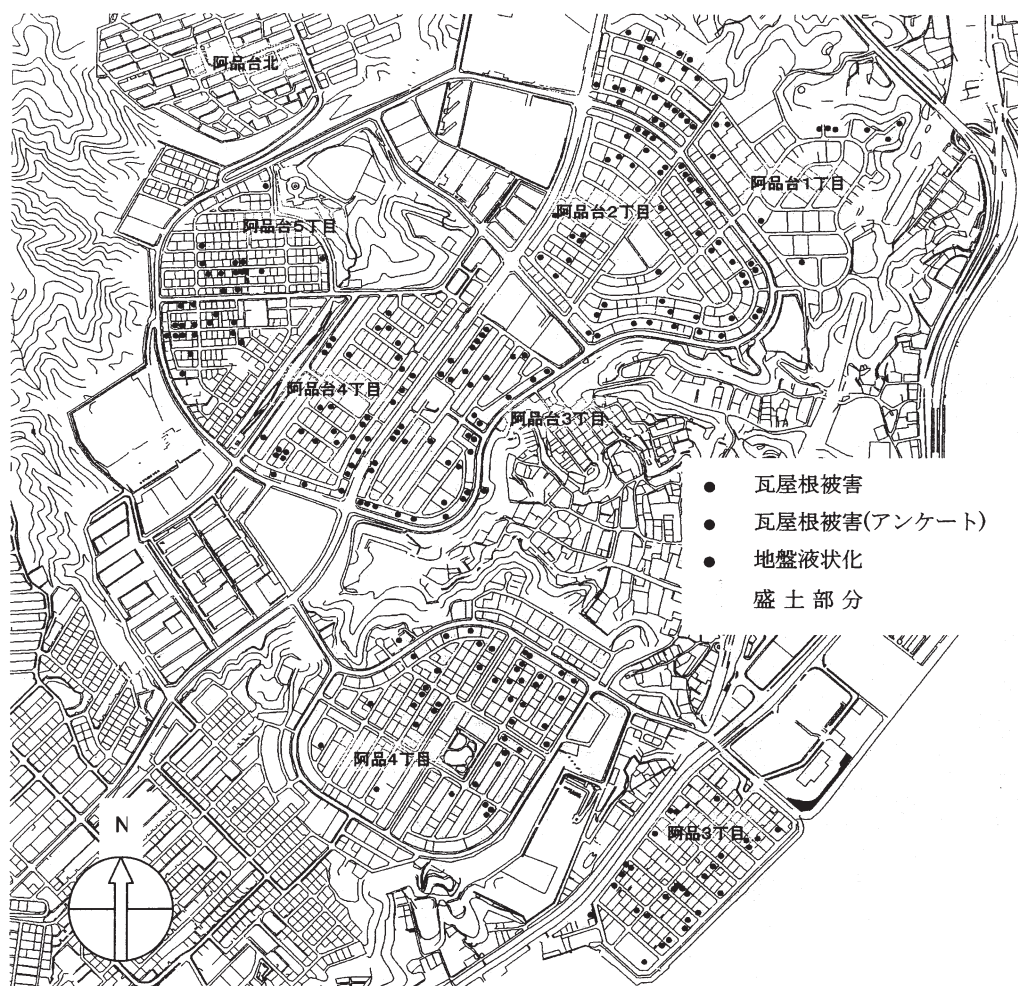 阿品台北
阿品台1丁目
阿品台2丁目
阿品台5丁目
阿品台4丁目
阿品台3丁目
瓦屋根被害
瓦屋根被害(アンケート)
地盤液状化
盛土部分
阿品4丁目
阿品3丁目
N